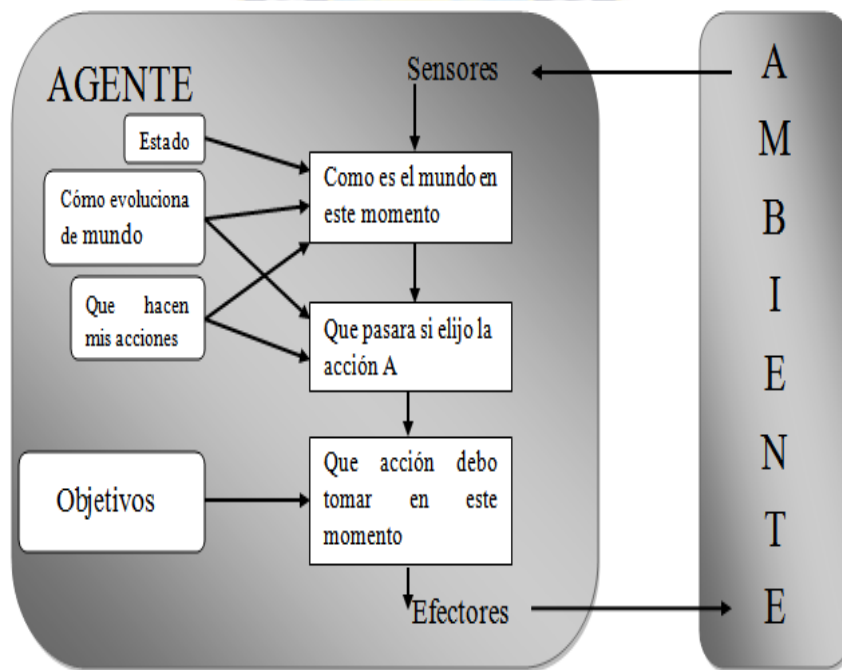 AGENTE
Sensores
Estado
Como es el mundo en
este momento
Cómo evoluciona
de mundo
Que hacen
mis acciones
Que pasara si elijo la
acción A
Que acción debo
tomar en este
momento
Objetivos
Efectores
A
M
B
I
E
N
T
E